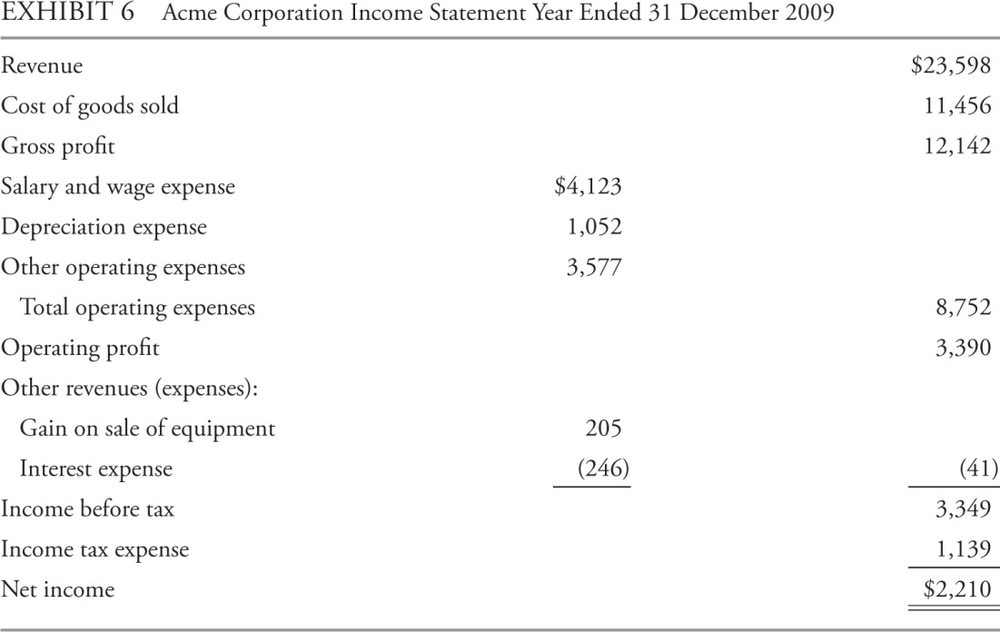 EXHIBIT 6 Acme Corporation Income Statement Year Ended 31 December 2009
Revenue $23,598
Cost of goods sold 11,456
Gross profit 12,142
Salary and wage expense $4,123
Depreciation expense 1,052
Other operating expenses 3,577
Total operating expenses 8,752
Operating profit 3,390
Other revenues (expenses):
Gain on sale of equipment 205
Interest expense (246) (41)
Income before tax 3,349
Income tax expense 1,139
Net income $2,210